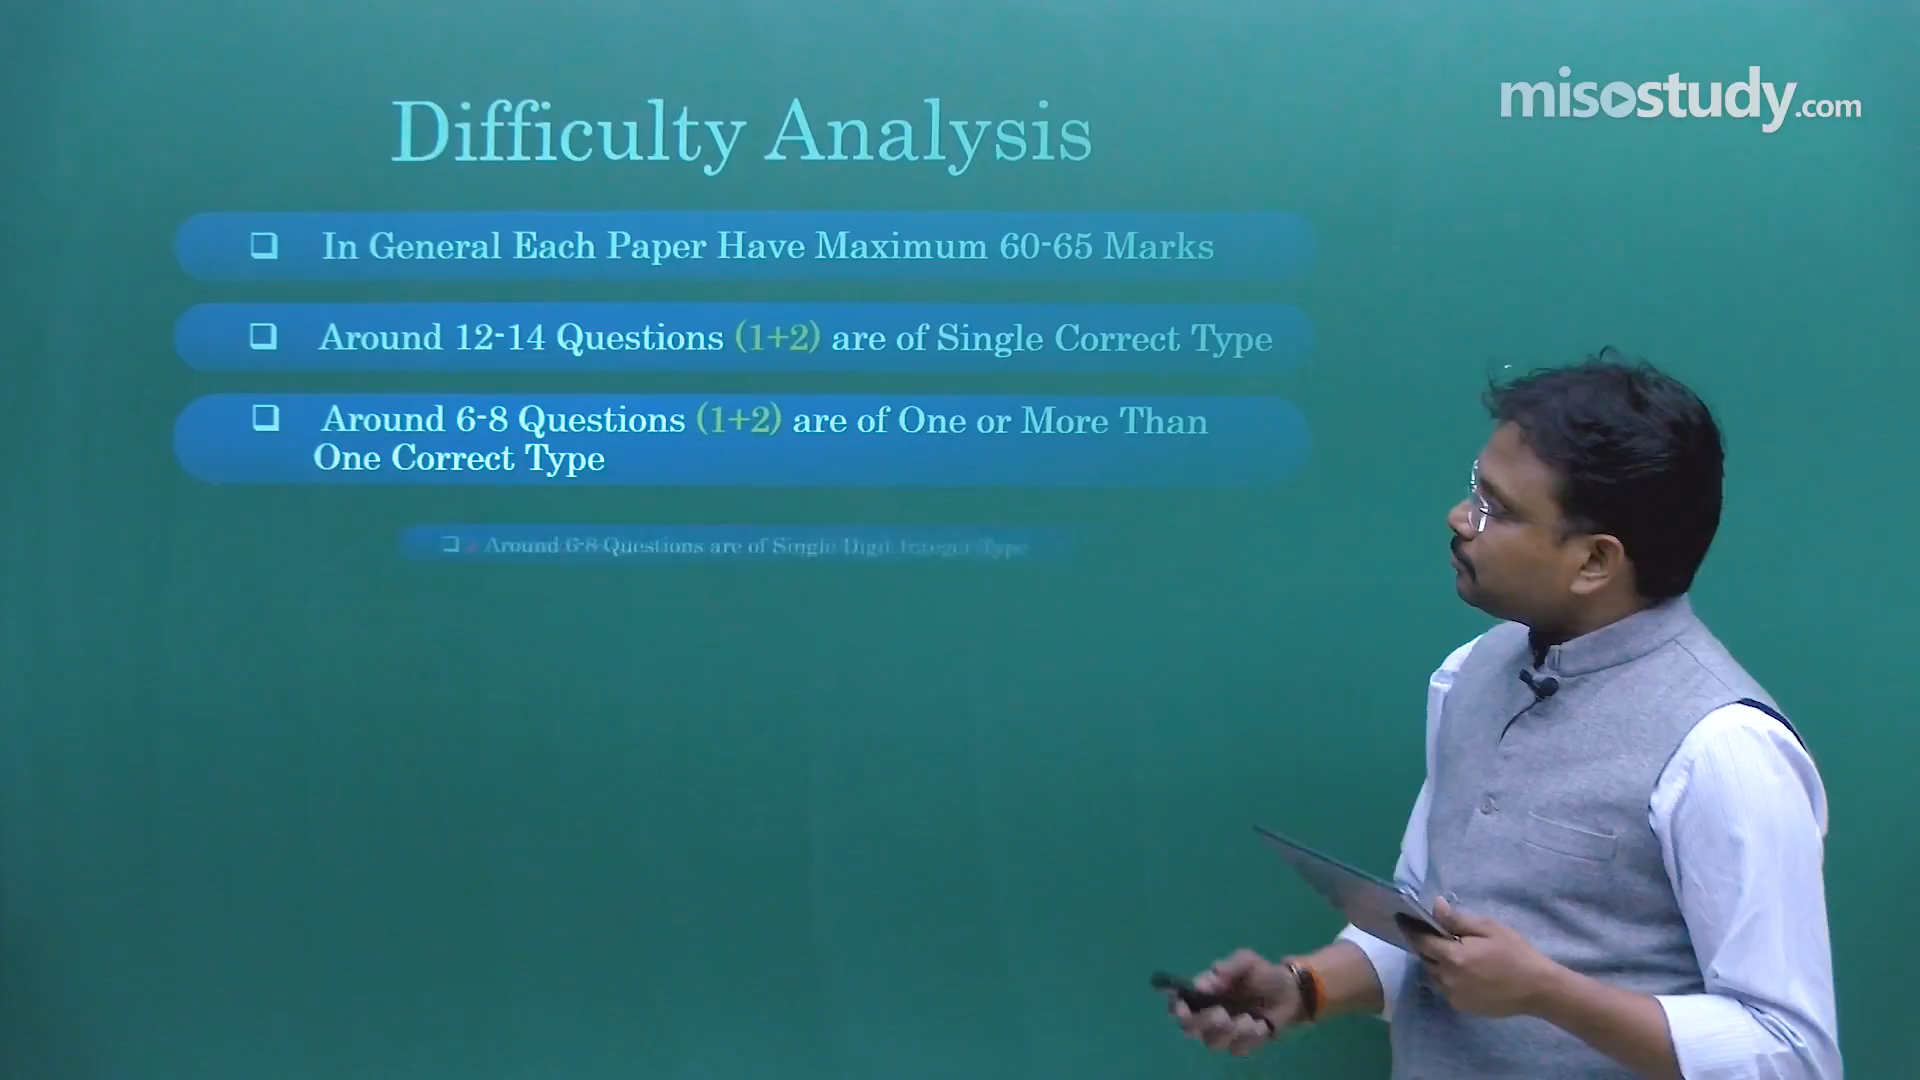 misostudy.com
Difficulty Analysis
❑ In General Each Paper Have Maximum 60-65 Marks
❑ Around 12-14 Questions (1+2) are of Single Correct Type
❑ Around 6-8 Questions (1+2) are of One or More Than
One Correct Type
❑ Around 6-8 Questions are of Single Digit Integer Type